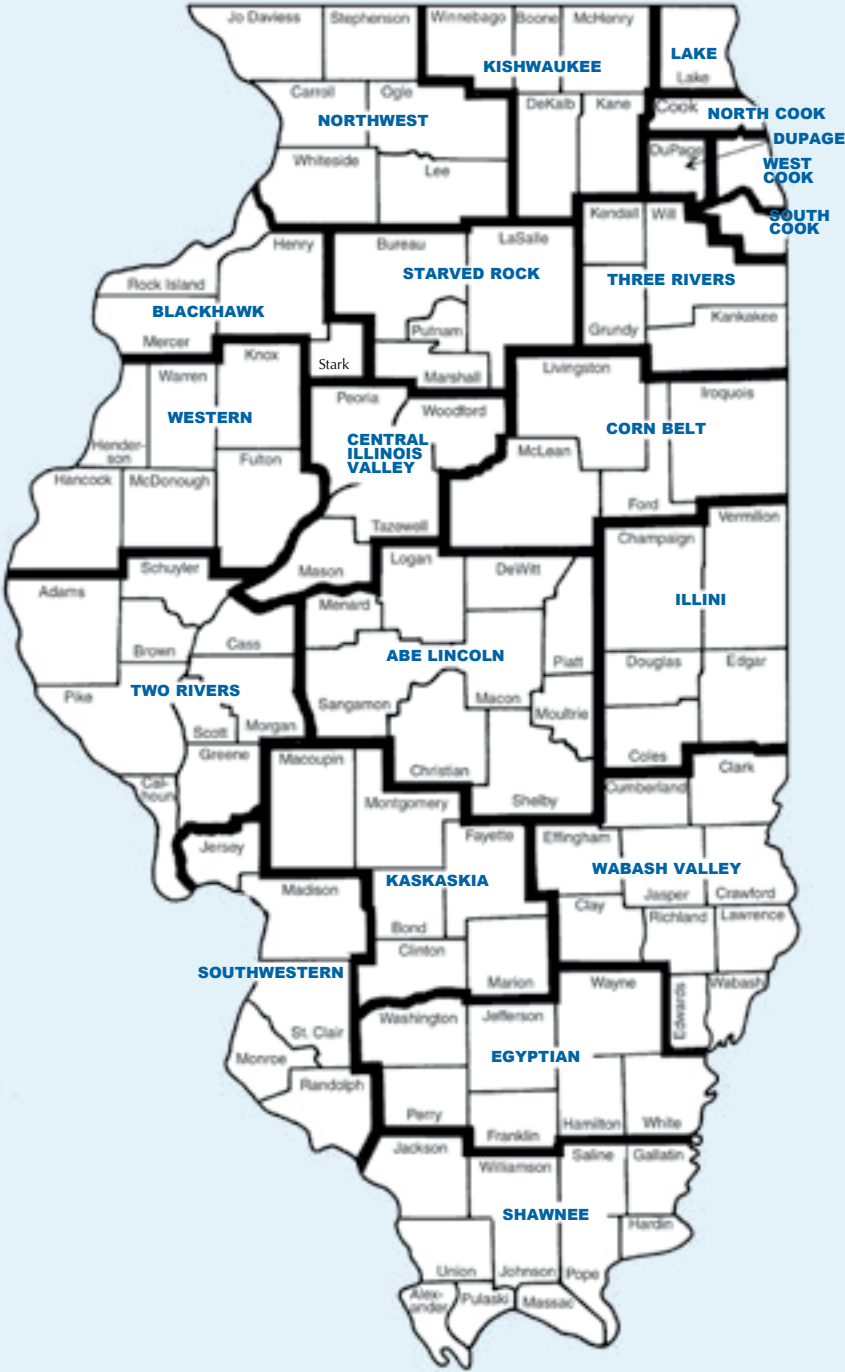 Jo Daviess
Stephenson
Winnebago
Boone
McHenry
LAKE
Lake
KISHWAUKEE
Carroll
Ogle
DeKalb
Kane
Cook
NORTH COOK
NORTHWEST
DUPAGE
DuPage
WEST
COOK
Whiteside
Lee
SOUTH
COOK
Kendall
Will
Henry
Bureau
LaSalle
STARVED ROCK
THREE RIVERS
Rock Island
BLACKHAWK
Kankakee
Putnam
Grundy
Mercer
Knox
Stark
Marshall
Livingston
Warren
Peoria
Woodford
Iroquois
WESTERN
CENTRAL
ILLINOIS
VALLEY
CORN BELT
Hender-
son
Fulton
McLean
Hancock
McDonough
Ford
Tazewell
Vermilion
Champaign
Mason
Logan
DeWitt
Schuyler
Adams
Menard
ILLINI
Brown
Cass
ABE LINCOLN
Piatt
Douglas
Edgar
Pike
TWO RIVERS
Sangamon
Macon
Moultrie
Scott
Morgan
Greene
Macoupin
Christian
Coles
Clark
Cal-
houn
Montgomery
Shelby
Cumberland
Jersey
Fayette
Effingham
WABASH VALLEY
Madison
KASKASKIA
Jasper
Crawford
Clay
Richland
Lawrence
Bond
Clinton
SOUTHWESTERN
Marion
Wayne
Edwards
Wabash
Washington
Jefferson
St. Clair
EGYPTIAN
Monroe
Randolph
Perry
Franklin
Hamilton
White
Jackson
Williamson
Saline
Gallatin
SHAWNEE
Hardin
Union
Johnson
Pope
Alex-
ander
Pulaski
Massac